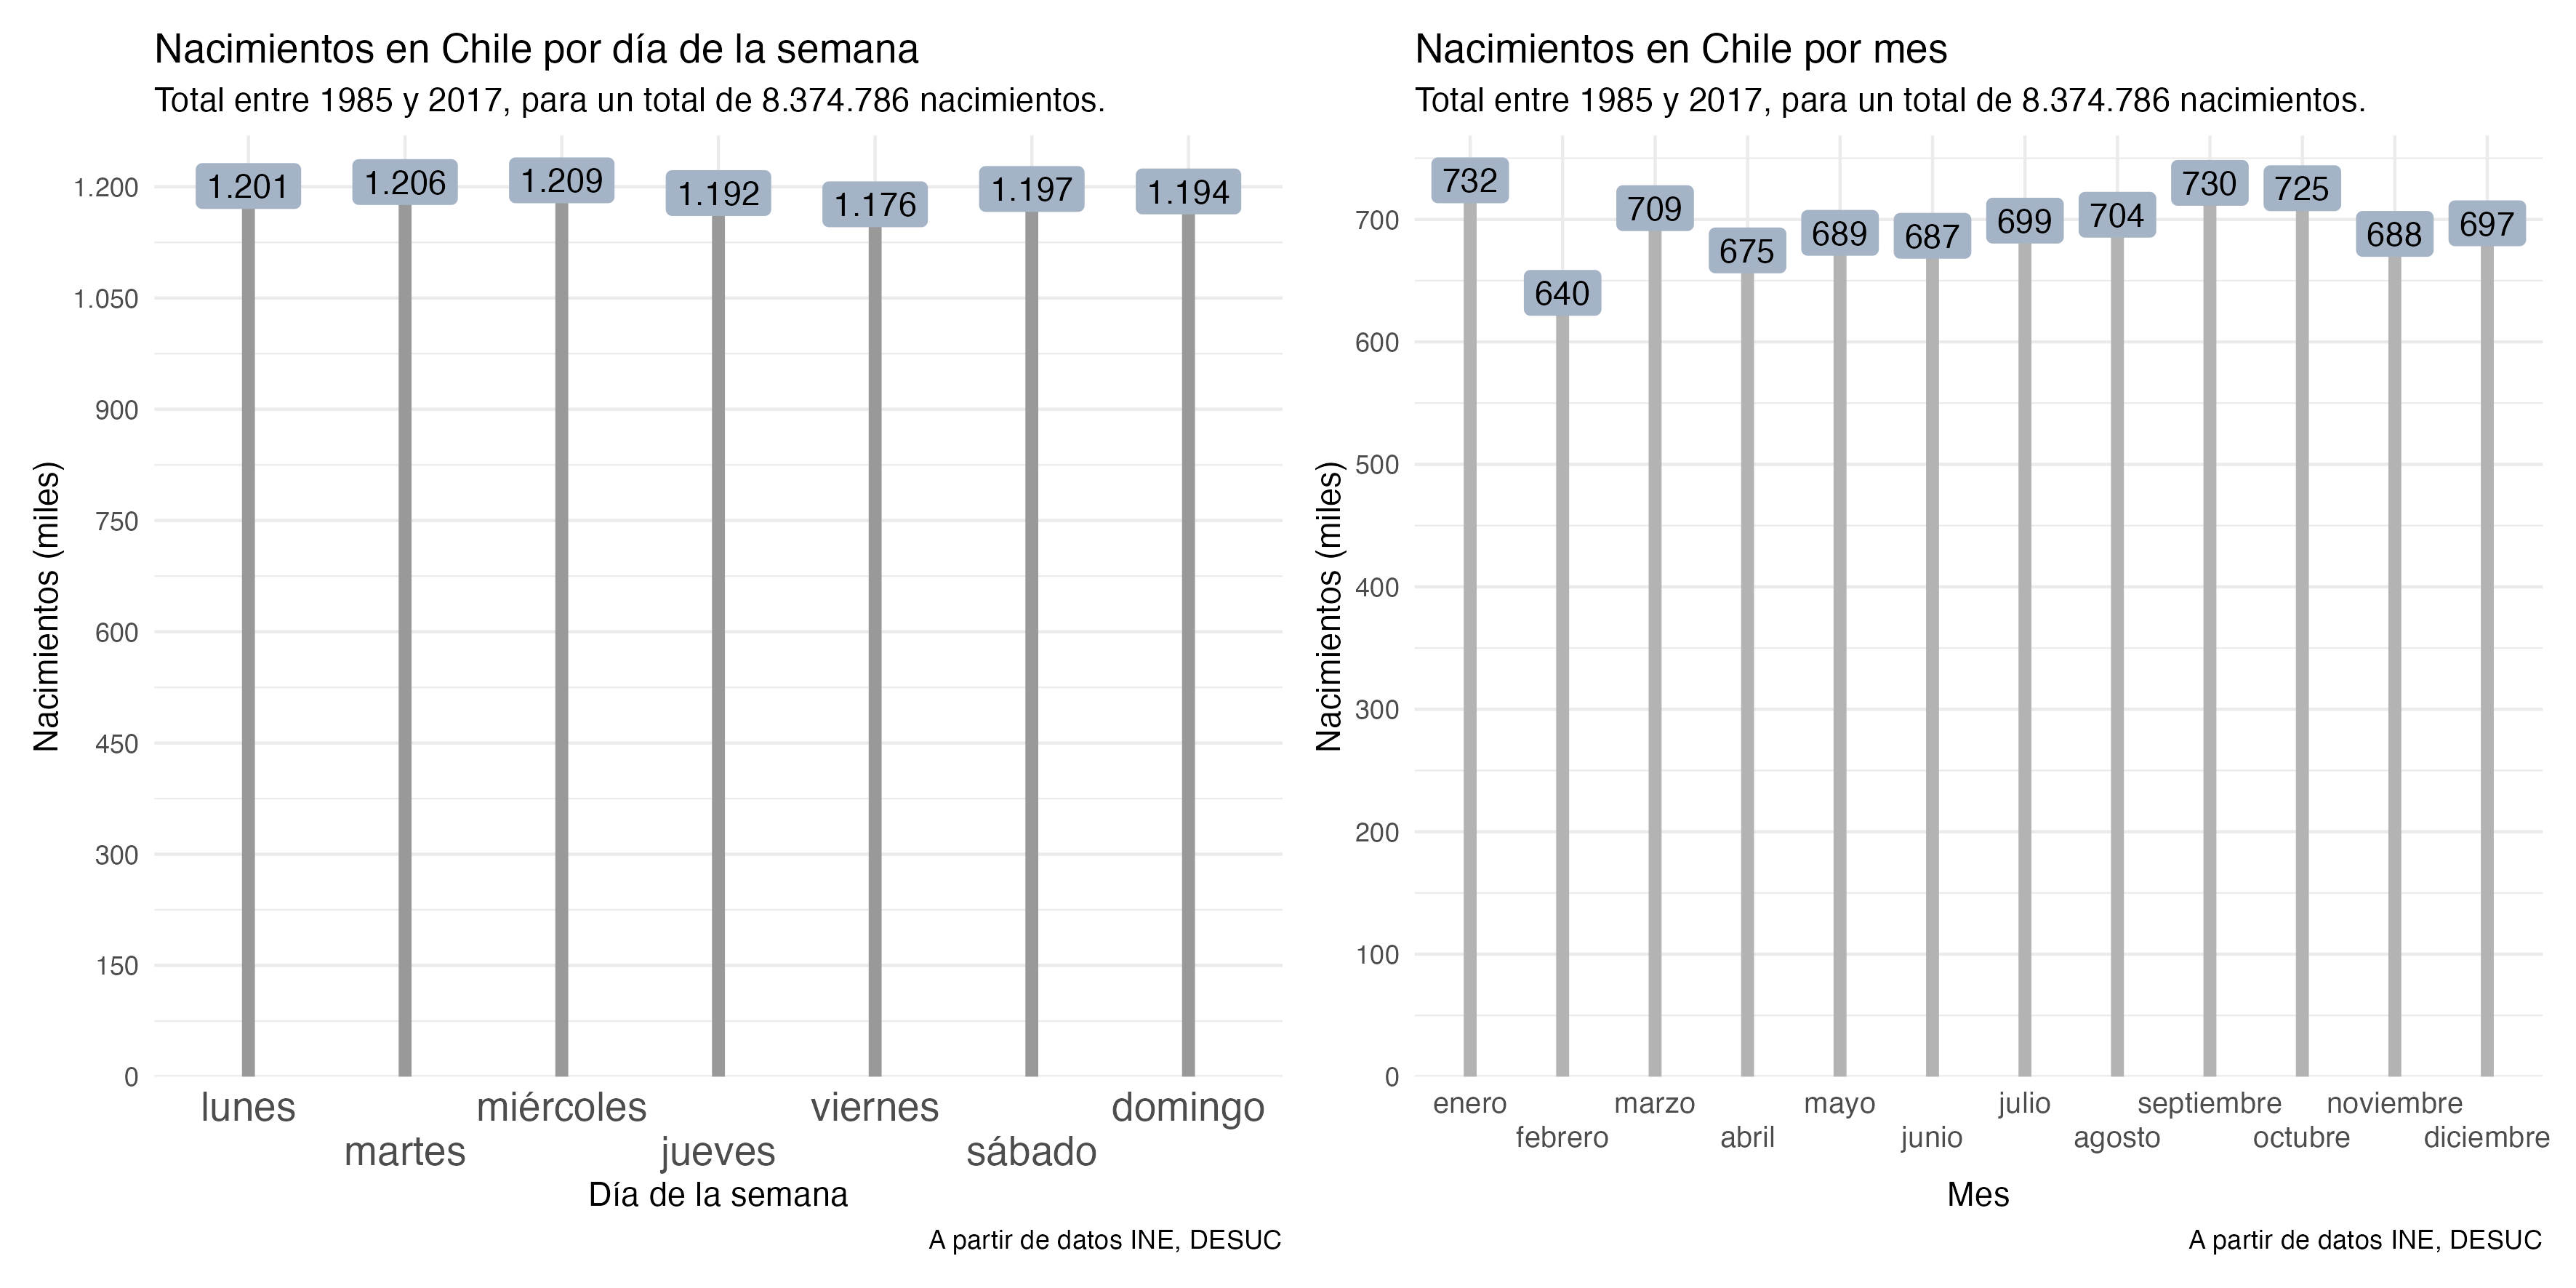 Nacimientos en Chile por día de la semana
Total entre 1985 y 2017, para un total de 8.374.786 nacimientos.
Nacimientos (miles)
1.200
1.050
900
750
600
450
300
150
0
1.201
1.206
1.209
1.192
1.176
1.197
1.194
lunes
martes
miércoles
jueves
viernes
sábado
domingo
Día de la semana
A partir de datos INE, DESUC
Nacimientos en Chile por mes
Total entre 1985 y 2017, para un total de 8.374.786 nacimientos.
Nacimientos (miles)
700
600
500
400
300
200
100
0
732
640
709
675
689
687
699
704
730
725
688
697
enero
febrero
marzo
abril
mayo
junio
julio
agosto
septiembre
octubre
noviembre
diciembre
Mes
A partir de datos INE, DESUC